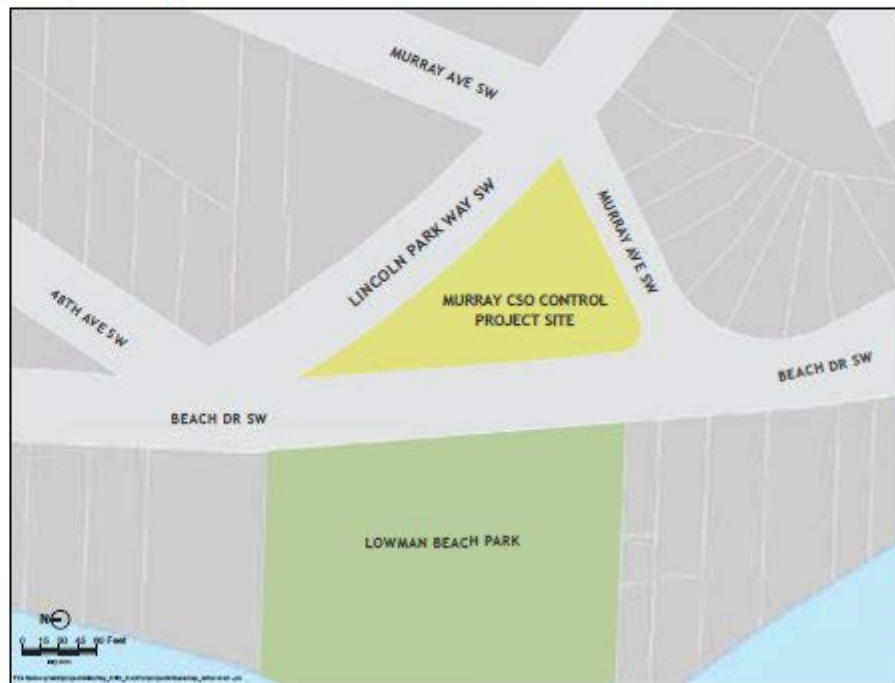 MURRAY AVE SW
LINCOLN PARK WAY SW
MURRAY AVE SW
MURRAY CSO CONTROL
PROJECT SITE
48TH AVE SW
BEACH DR SW
BEACH DR SW
LOWMAN BEACH PARK
N
0 15 30 45 60 Feet